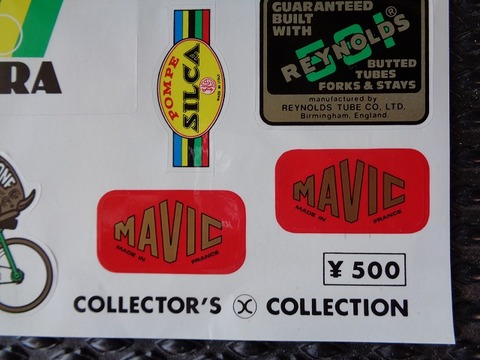 RA
POMPE
SILCA
GUARANTEED
BUILT
WITH
REYNOLDS
531
BUTTED
TUBES
FORKS & STAYS
manufactured by
REYNOLDS TUBE CO. LTD.
Birmingham, England.
ONE
MAVIC
MADE IN FRANCE
MAVIC
MADE IN FRANCE
¥ 500
COLLECTOR'S X COLLECTION